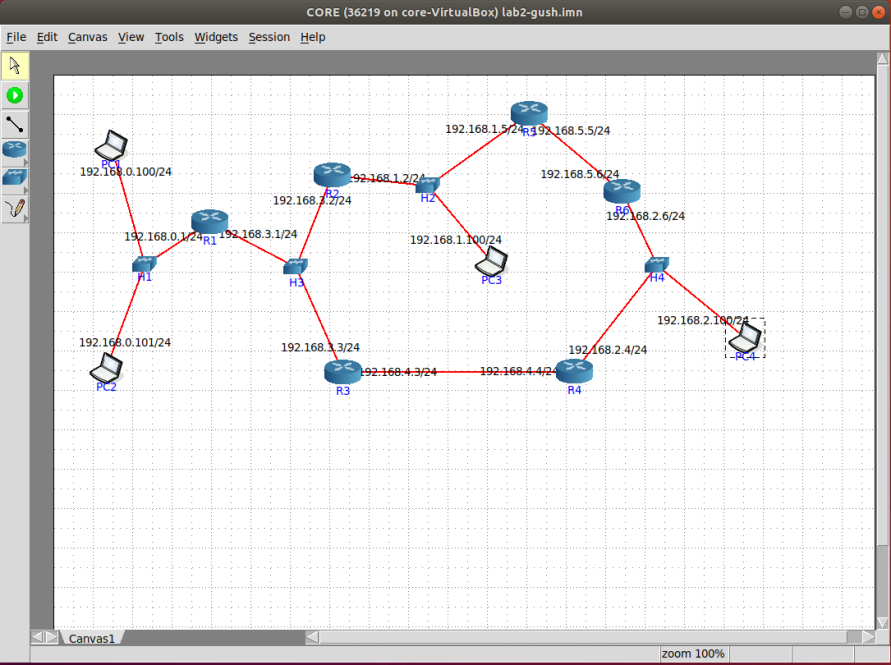 CORE (36219 on core-VirtualBox) lab2-gush.imn
File Edit Canvas View Tools Widgets Session Help
PC1
192.168.0.100/24
192.168.0.1/24
R1
192.168.3.1/24
H1
192.168.0.101/24
PC2
R2
192.168.1.2/24
192.168.3.2/24
H2
H3
192.168.1.5/24
R5
192.168.5.5/24
192.168.5.6/24
R6
192.168.2.6/24
192.168.1.100/24
PC3
H4
192.168.2.100/24
PC4
192.168.3.3/24
192.168.4.3/24
R3
192.168.4.4/24
192.168.2.4/24
R4
Canvas1
zoom 100%